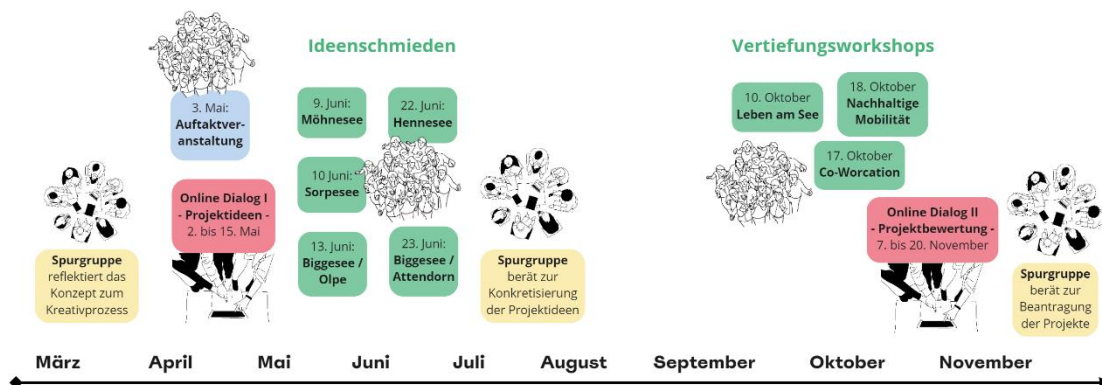 Ideenschmieden
Vertiefungsworkshops
3. Mai:
Auftaktver-
anstaltung
9. Juni:
Möhnesee
22. Juni:
Hennesee
10. Oktober
Leben am See
18. Oktober
Nachhaltige
Mobilität
10 Juni:
Sorpesee
17. Oktober
Co-Worcation
Online Dialog I
- Projektideen -
2. bis 15. Mai
Online Dialog II
- Projektbewertung -
7. bis 20. November
13. Juni:
Biggesee /
Olpe
23. Juni:
Biggesee /
Attendorn
Spurgruppe
reflektiert das
Konzept zum
Kreativprozess
Spurgruppe
berät zur
Konkretisierung
der Projektideen
Spurgruppe
berät zur
Beantragung
der Projekte
März April Mai Juni Juli August September Oktober November